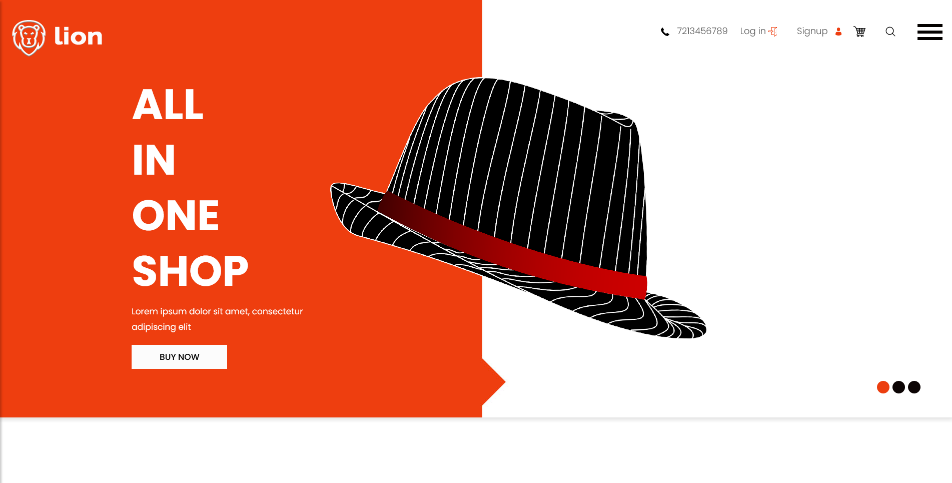 lion
7213456789 Log in Signup
ALL
IN
ONE
SHOP
Lorem ipsum dolor sit amet, consectetur
adipiscing elit
BUY NOW